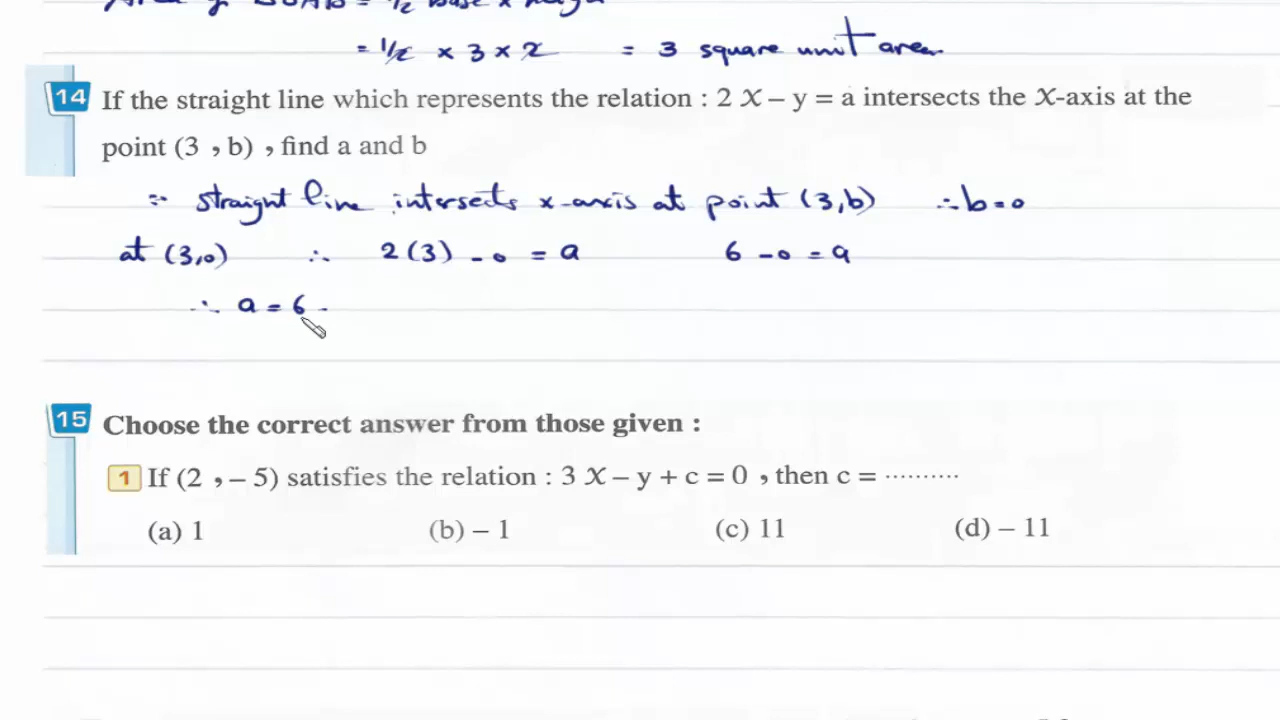 = 1/2 × 3 × 2 = 3 square unit area
14 If the straight line which represents the relation : 2 X – y = a intersects the X-axis at the
point (3 , b) , find a and b
∵ straight line intersects x-axis at point (3,b) ∴ b = 0
at (3,0) ∴ 2(3) - 0 = a 6 - 0 = a
∴ a = 6
15 Choose the correct answer from those given :
1 If (2 , – 5) satisfies the relation : 3 X – y + c = 0 , then c = ··········
(a) 1 (b) – 1 (c) 11 (d) – 11